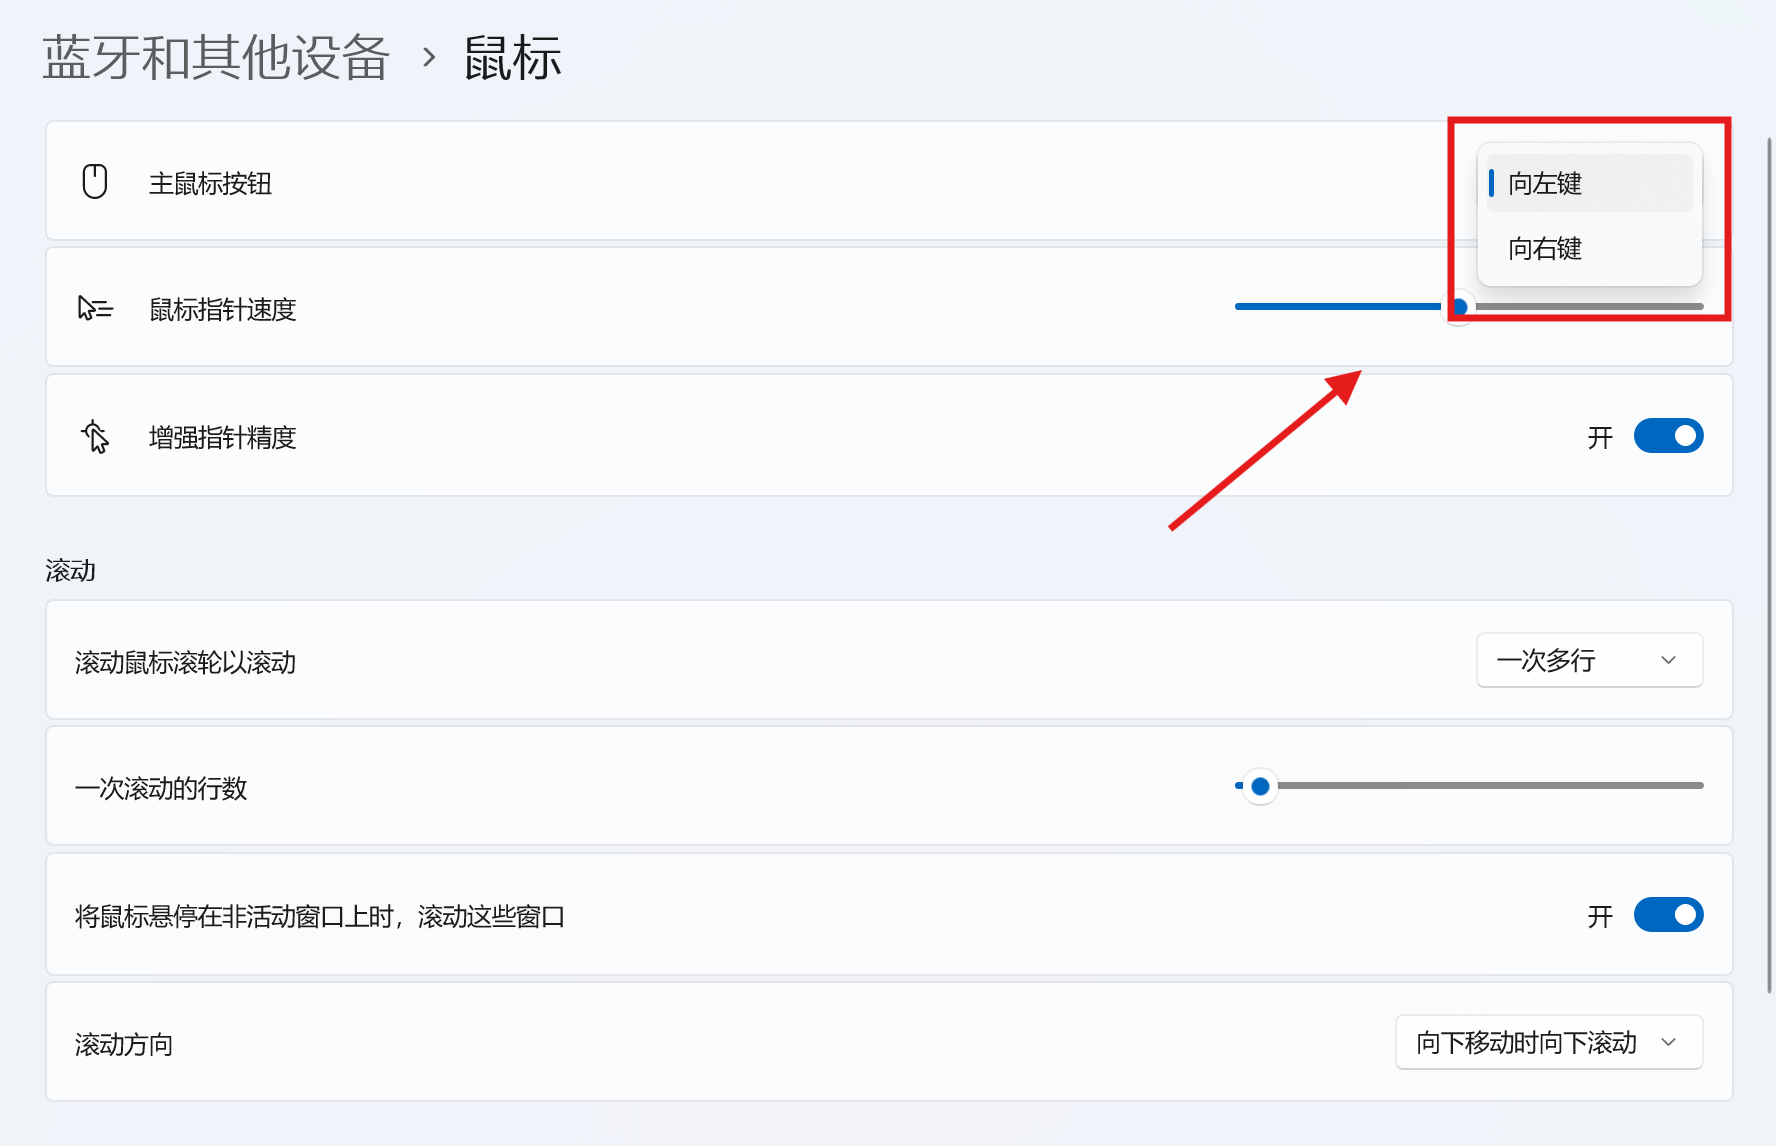 蓝牙和其他设备 › 鼠标
主鼠标按钮
向左键
向右键
鼠标指针速度
增强指针精度
开
滚动
滚动鼠标滚轮以滚动
一次多行
一次滚动的行数
将鼠标悬停在非活动窗口上时，滚动这些窗口
开
滚动方向
向下移动时向下滚动